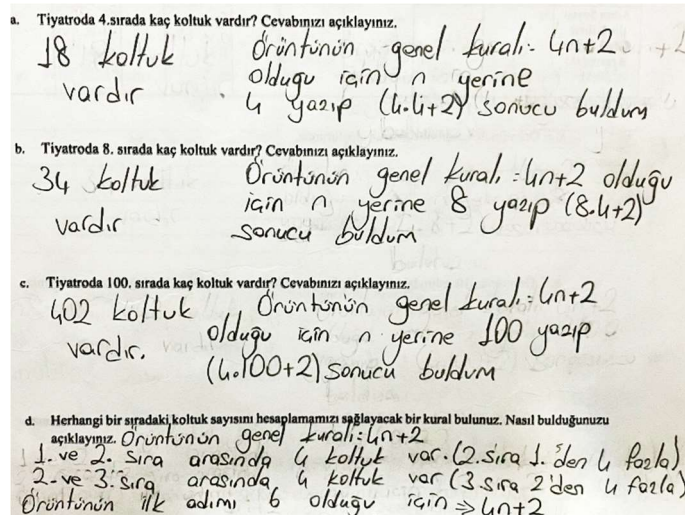 a. Tiyatroda 4.sırada kaç koltuk vardır? Cevabınızı açıklayınız.
18 koltuk vardır
Örüntünün genel kuralı = 4n+2
olduğu için n yerine
4 yazıp (4.4+2) sonucu buldum
b. Tiyatroda 8. sırada kaç koltuk vardır? Cevabınızı açıklayınız.
34 koltuk vardır
Örüntünün genel kuralı = 4n+2 olduğu
için n yerine 8 yazıp (8.4+2)
sonucu buldum
c. Tiyatroda 100. sırada kaç koltuk vardır? Cevabınızı açıklayınız.
402 koltuk vardır.
Örüntünün genel kuralı = 4n+2
olduğu için n yerine 100 yazıp
(4.100+2) sonucu buldum
d. Herhangi bir sıradaki koltuk sayısını hesaplamamızı sağlayacak bir kural bulunuz. Nasıl bulduğunuzu
açıklayınız. Örüntünün genel kuralı = 4n+2
1. ve 2. sıra arasında 4 koltuk var. (2. sıra 1.'den 4 fazla)
2. ve 3. sıra arasında 4 koltuk var (3. sıra 2'den 4 fazla)
Örüntünün ilk adımı 6 olduğu için ⇒ 4n+2